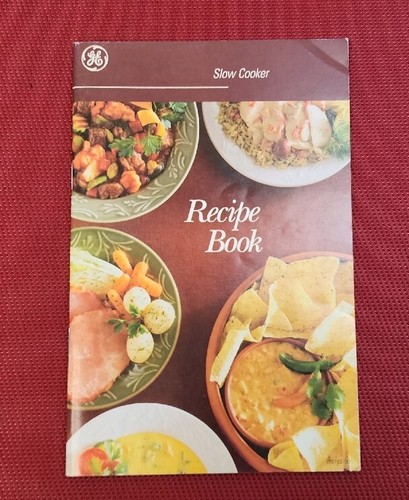 GE
Slow Cooker
Recipe
Book